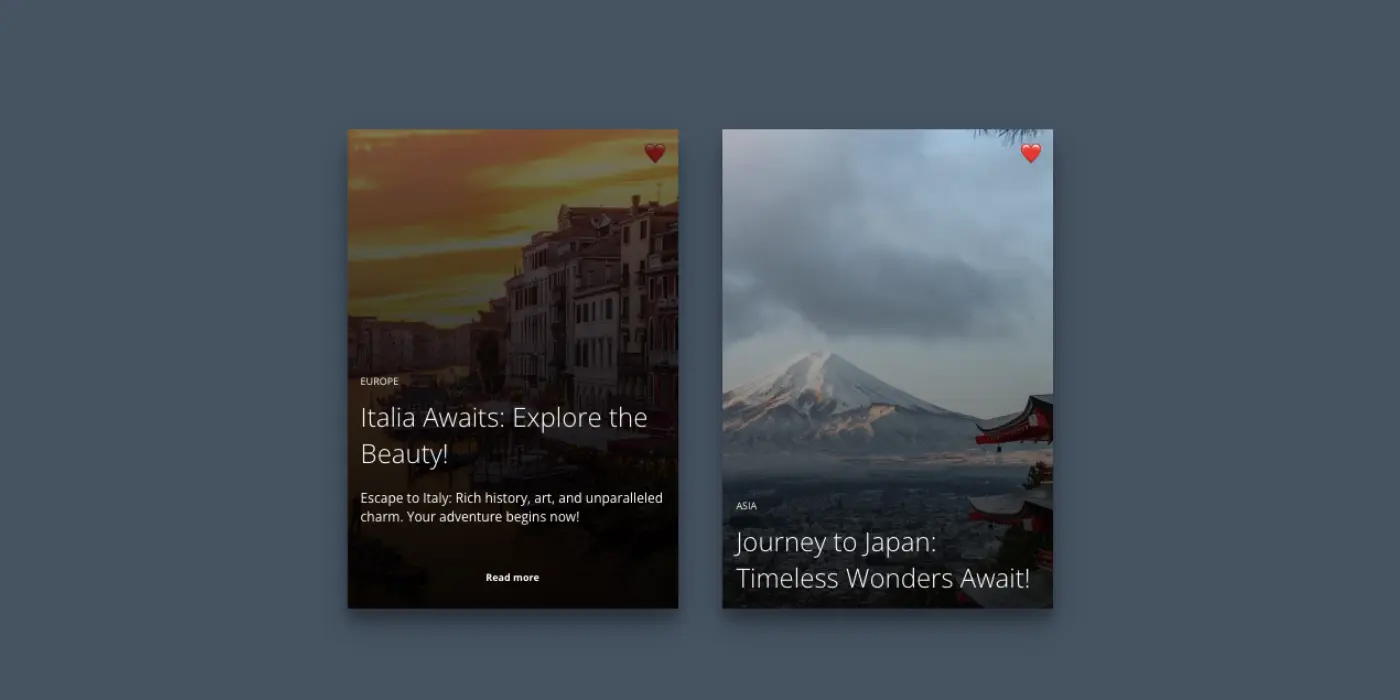 EUROPE
Italia Awaits: Explore the
Beauty!
Escape to Italy: Rich history, art, and unparalleled
charm. Your adventure begins now!
Read more
ASIA
Journey to Japan:
Timeless Wonders Await!